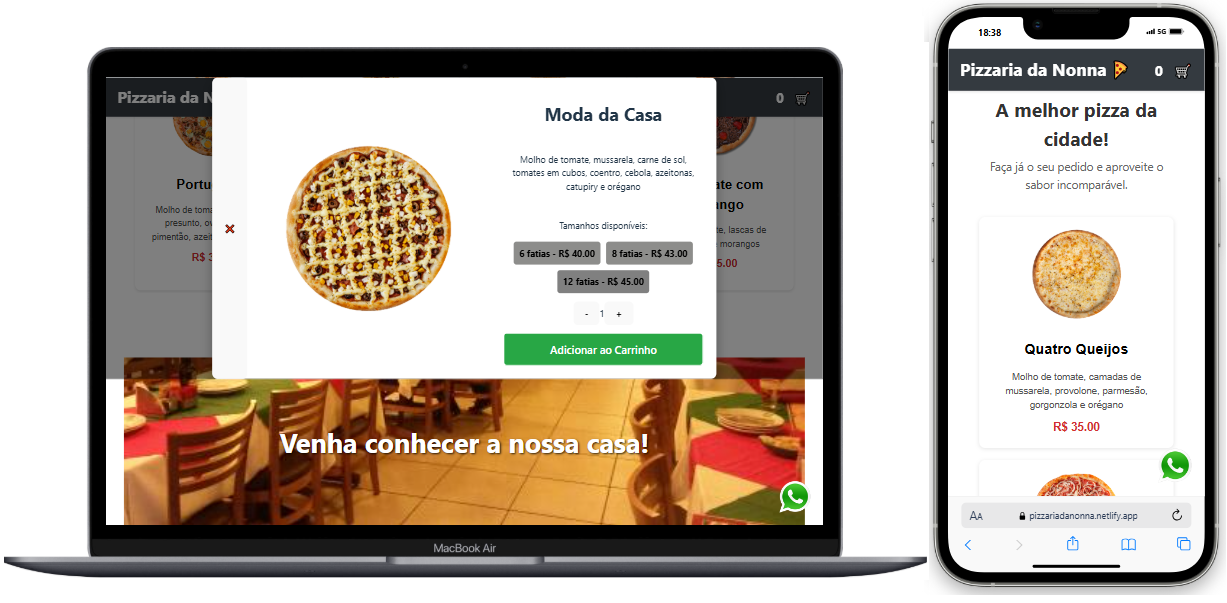 Pizzaria da N
0
Moda da Casa
Molho de tomate, mussarela, carne de sol,
tomates em cubos, coentro, cebola, azeitonas,
catupiry e orégano
Tamanhos disponíveis:
6 fatias - R$ 40.00
8 fatias - R$ 43.00
12 fatias - R$ 45.00
- 1 +
Adicionar ao Carrinho
Portu
Molho de toma
presunto, ov
pimentão, azeit
R$ 3
ate com
ango
te, lascas de
morangos
5.00
Venha conhecer a nossa casa!
MacBook Air
18:38
5G
Pizzaria da Nonna
0
A melhor pizza da
cidade!
Faça já o seu pedido e aproveite o
sabor incomparável.
Quatro Queijos
Molho de tomate, camadas de
mussarela, provolone, parmesão,
gorgonzola e orégano
R$ 35.00
AA
pizzariadanonna.netlify.app